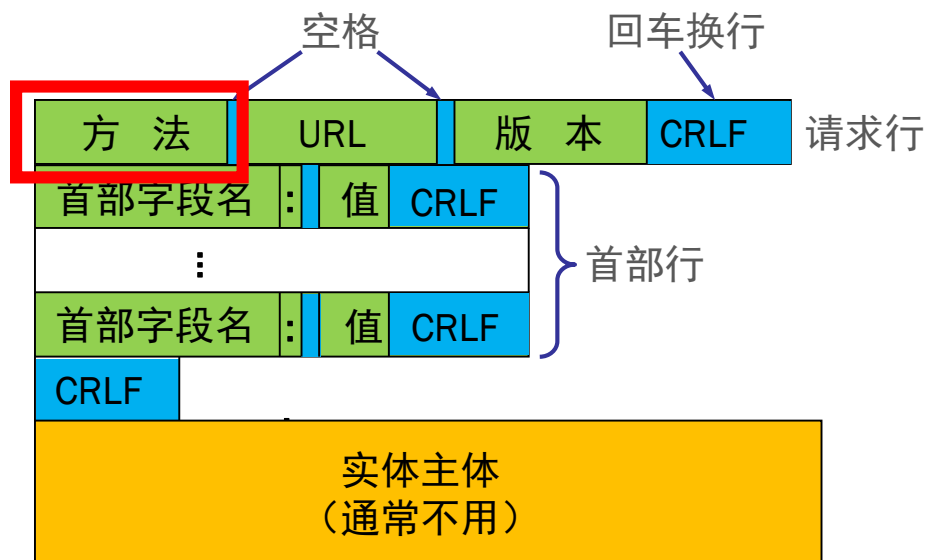 空格 回车换行
方 法 URL 版 本 CRLF 请求行
首部字段名 : 值 CRLF
⋮ 首部行
首部字段名 : 值 CRLF
CRLF
实体主体
（通常不用）